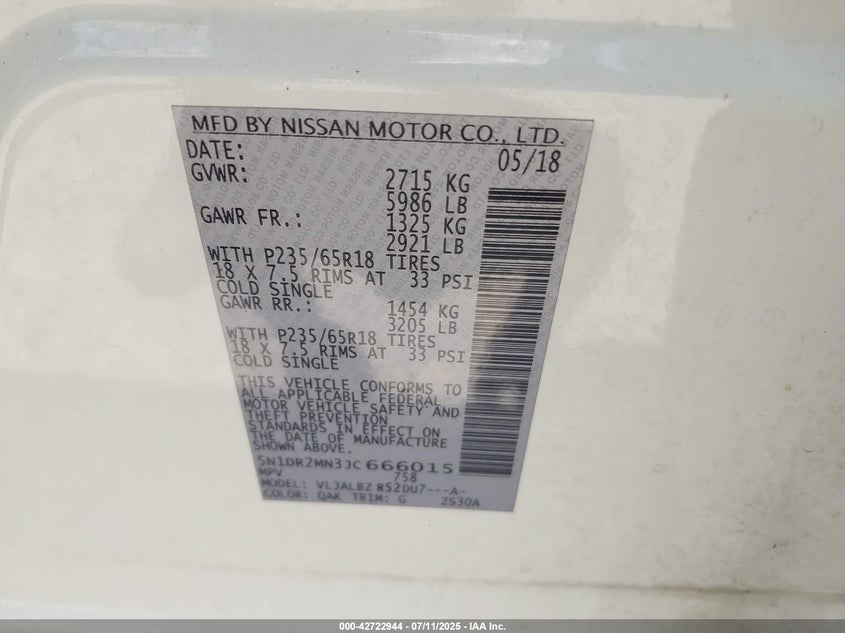 MFD BY NISSAN MOTOR CO., LTD.
DATE: 05/18
GVWR: 2715 KG
5986 LB
GAWR FR.: 1325 KG
2921 LB
WITH P235/65R18 TIRES
18 X 7.5 RIMS AT 33 PSI
COLD SINGLE
GAWR RR.: 1454 KG
3205 LB
WITH P235/65R18 TIRES
18 X 7.5 RIMS AT 33 PSI
COLD SINGLE
THIS VEHICLE CONFORMS TO
ALL APPLICABLE FEDERAL
MOTOR VEHICLE SAFETY AND
THEFT PREVENTION
STANDARDS IN EFFECT ON
THE DATE OF MANUFACTURE
SHOWN ABOVE.
5N1DR2MN3JC666015
MPV 758
MODEL: VLJALBZ R52DU7---A-
COLOR: QAK TRIM: G 2S30A
000-42722944 - 07/11/2025 - IAA Inc.